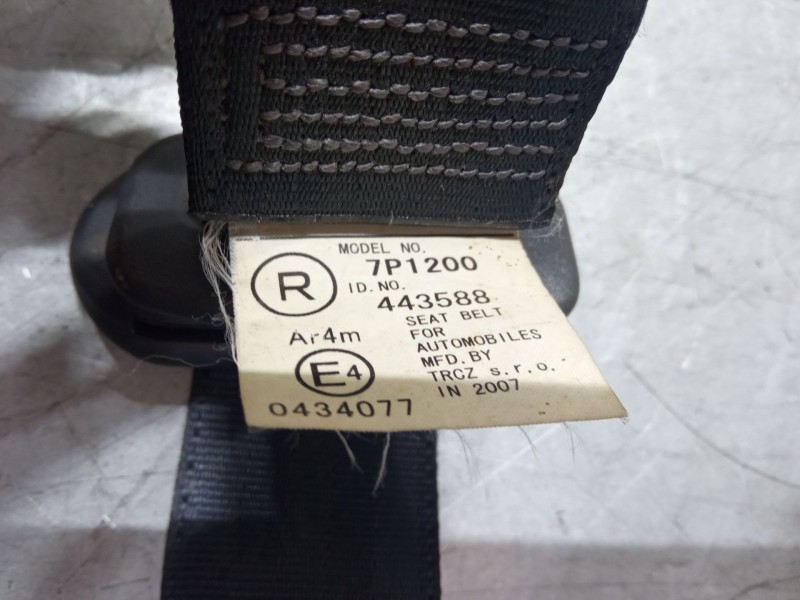 MODEL NO.
7P1200
R
ID.NO.
443588
SEAT BELT
FOR
AUTOMOBILES
MFD.BY
TRCZ s.r.o.
IN 2007
Ar4m
E4
0434077